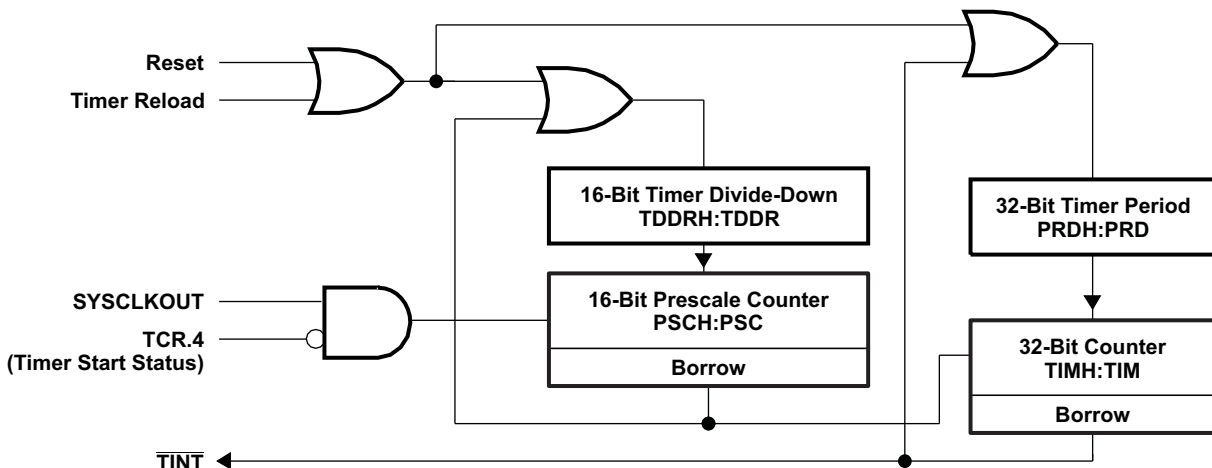 Reset
Timer Reload
16-Bit Timer Divide-Down
TDDRH:TDDR
32-Bit Timer Period
PRDH:PRD
SYSCLKOUT
TCR.4
(Timer Start Status)
16-Bit Prescale Counter
PSCH:PSC
Borrow
32-Bit Counter
TIMH:TIM
Borrow
TINT